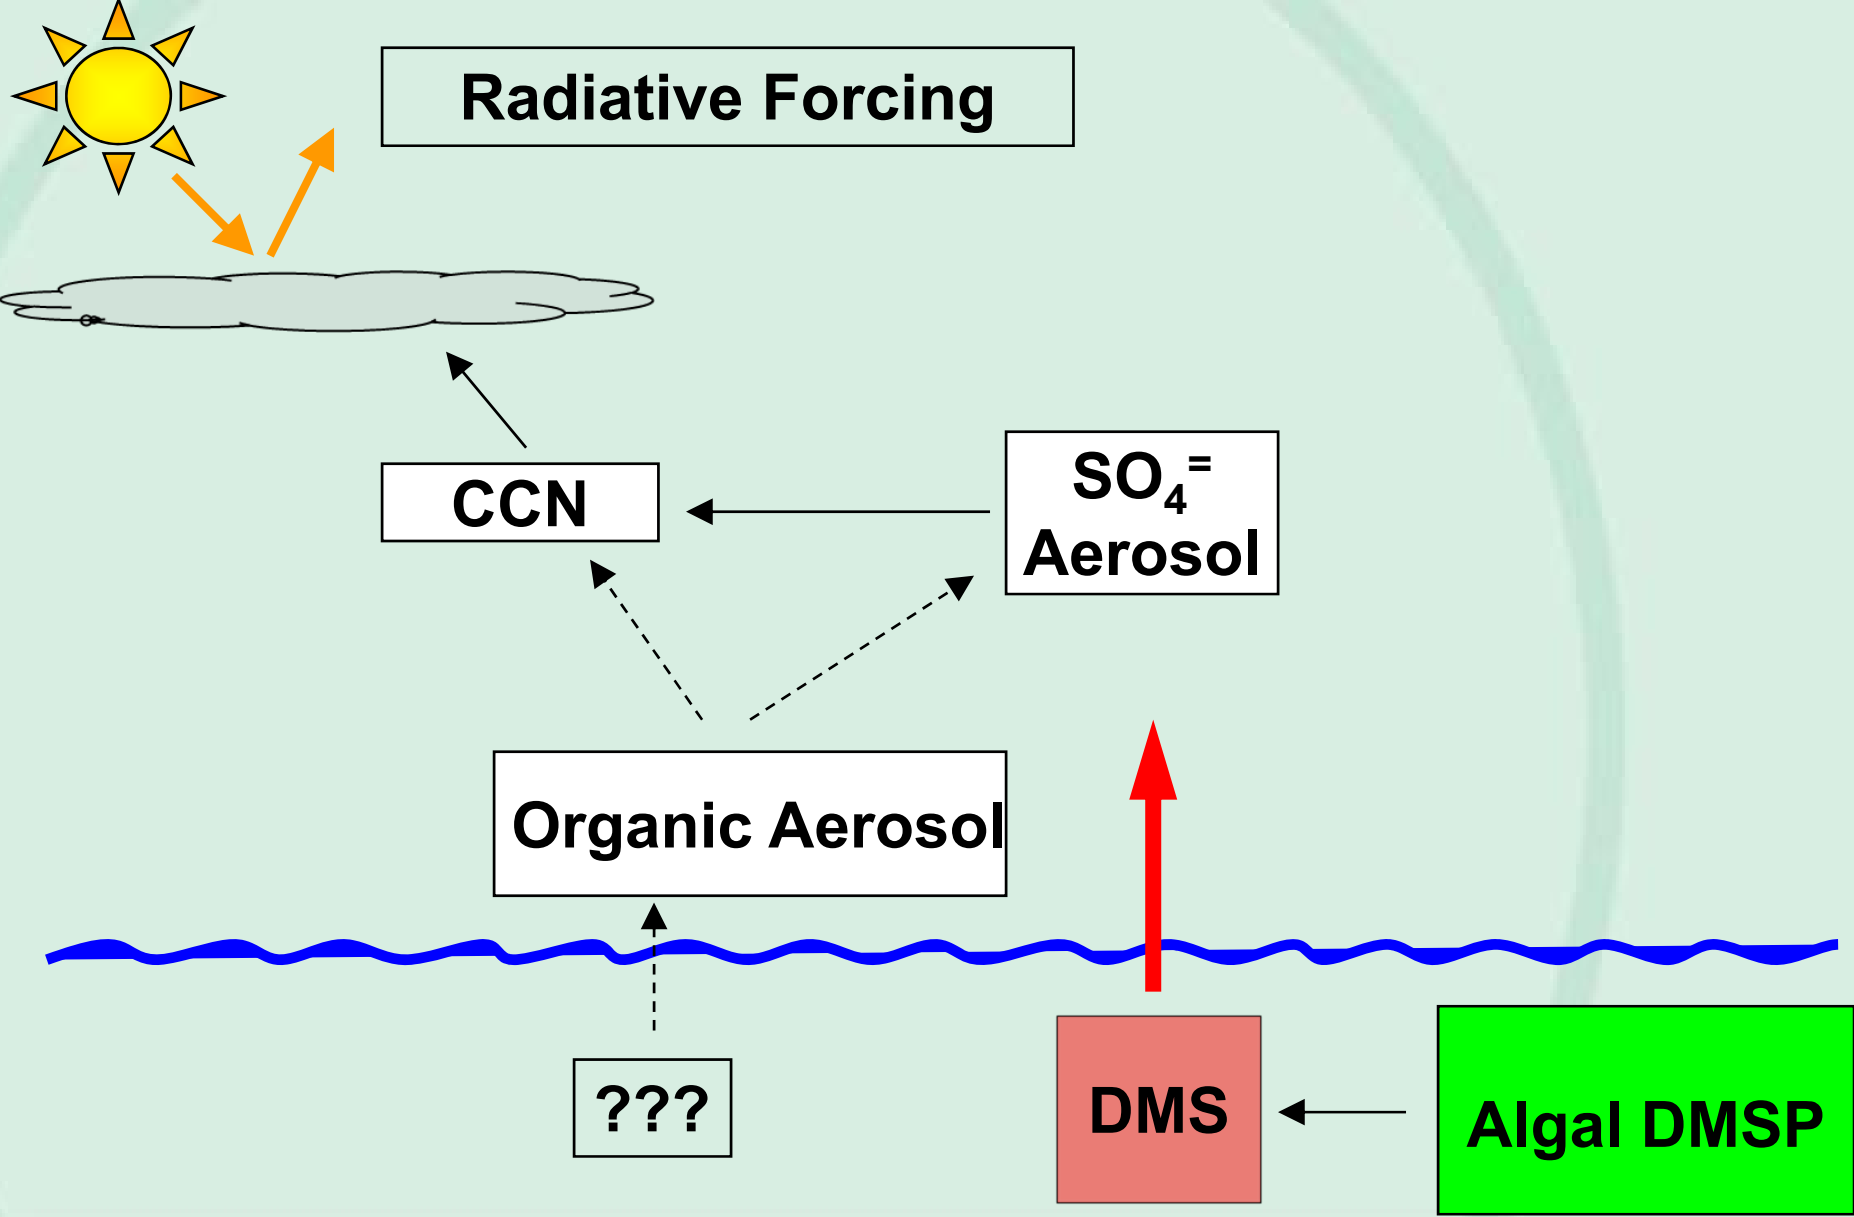 Radiative Forcing
CCN
SO₄⁼
Aerosol
Organic Aerosol
???
DMS
Algal DMSP